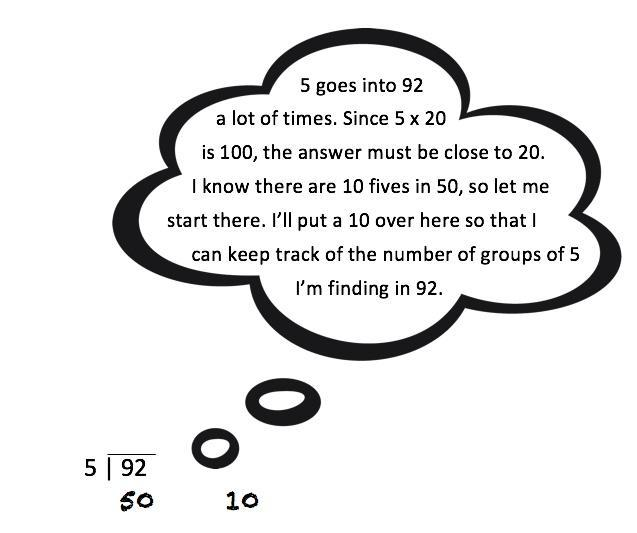 5 goes into 92
a lot of times. Since 5 x 20
is 100, the answer must be close to 20.
I know there are 10 fives in 50, so let me
start there. I’ll put a 10 over here so that I
can keep track of the number of groups of 5
I’m finding in 92.
5 | 92
50 10